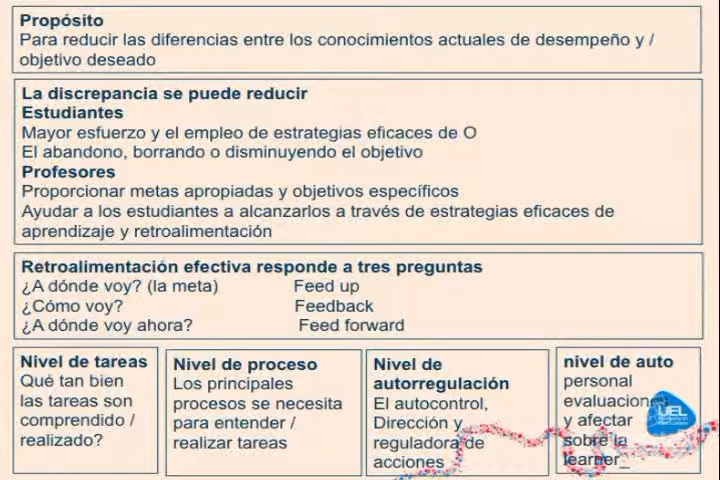 Propósito
Para reducir las diferencias entre los conocimientos actuales de desempeño y /
objetivo deseado
La discrepancia se puede reducir
Estudiantes
Mayor esfuerzo y el empleo de estrategias eficaces de O
El abandono, borrando o disminuyendo el objetivo
Profesores
Proporcionar metas apropiadas y objetivos específicos
Ayudar a los estudiantes a alcanzarlos a través de estrategias eficaces de
aprendizaje y retroalimentación
Retroalimentación efectiva responde a tres preguntas
¿A dónde voy? (la meta) Feed up
¿Cómo voy? Feedback
¿A dónde voy ahora? Feed forward
Nivel de tareas
Qué tan bien
las tareas son
comprendido /
realizado?
Nivel de proceso
Los principales
procesos se necesita
para entender /
realizar tareas
Nivel de
autorregulación
El autocontrol,
Dirección y
reguladora de
acciones
nivel de auto
personal
evaluaciones
y afectar
sobre la
learner_
UEL